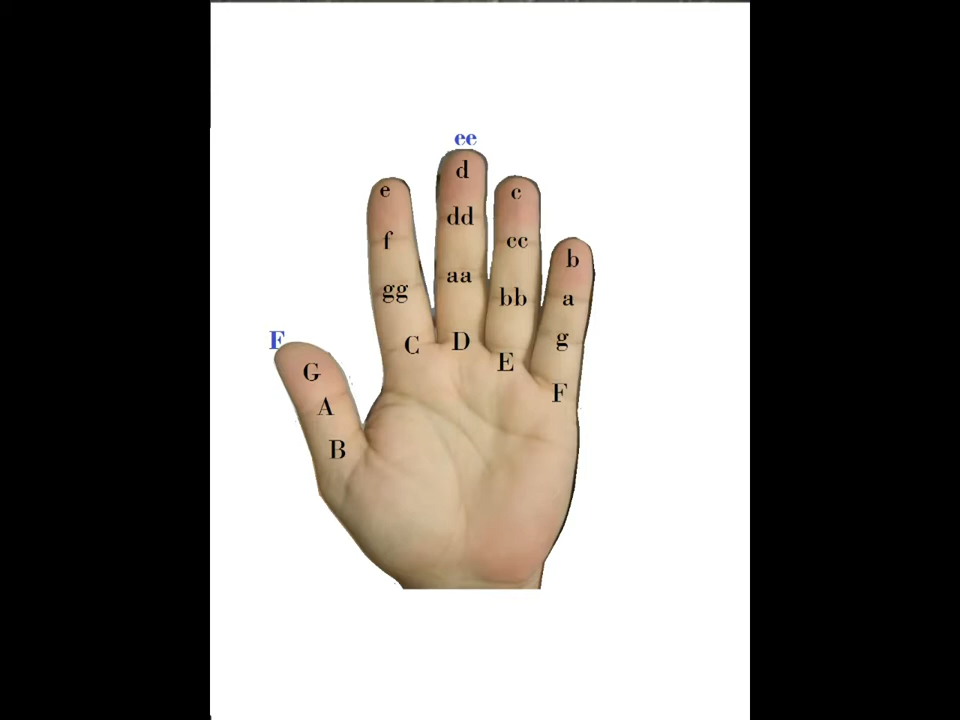 ee
e d c
f dd cc b
gg aa bb a
F C D E g
G F
A
B